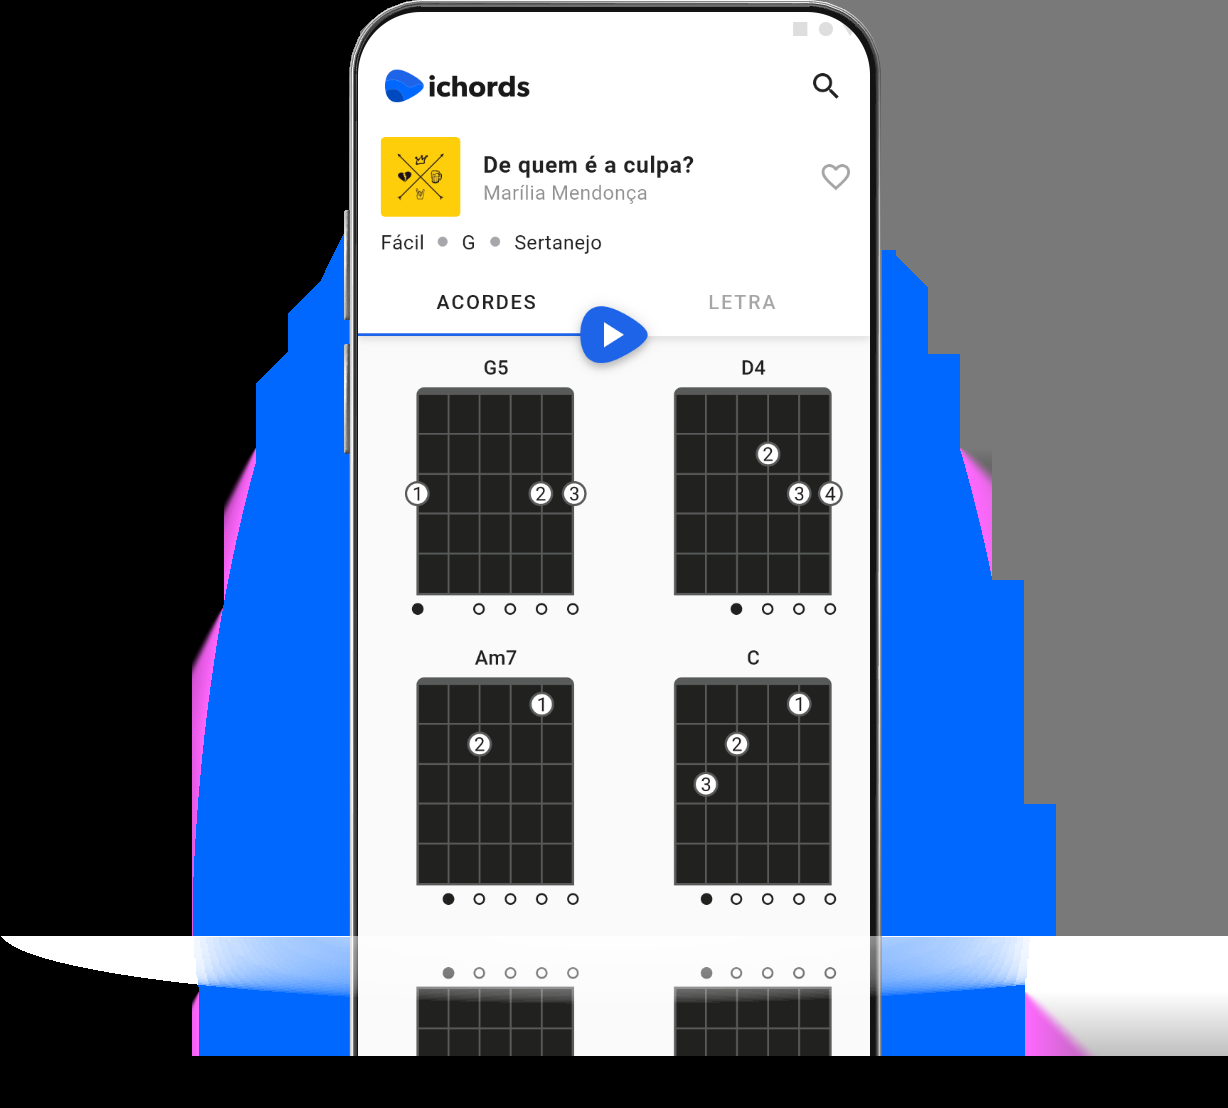 ichords
De quem é a culpa?
Marília Mendonça
Fácil G Sertanejo
ACORDES LETRA
G5 D4
2
1 2 3 3 4
Am7 C
1 1
2 2
3